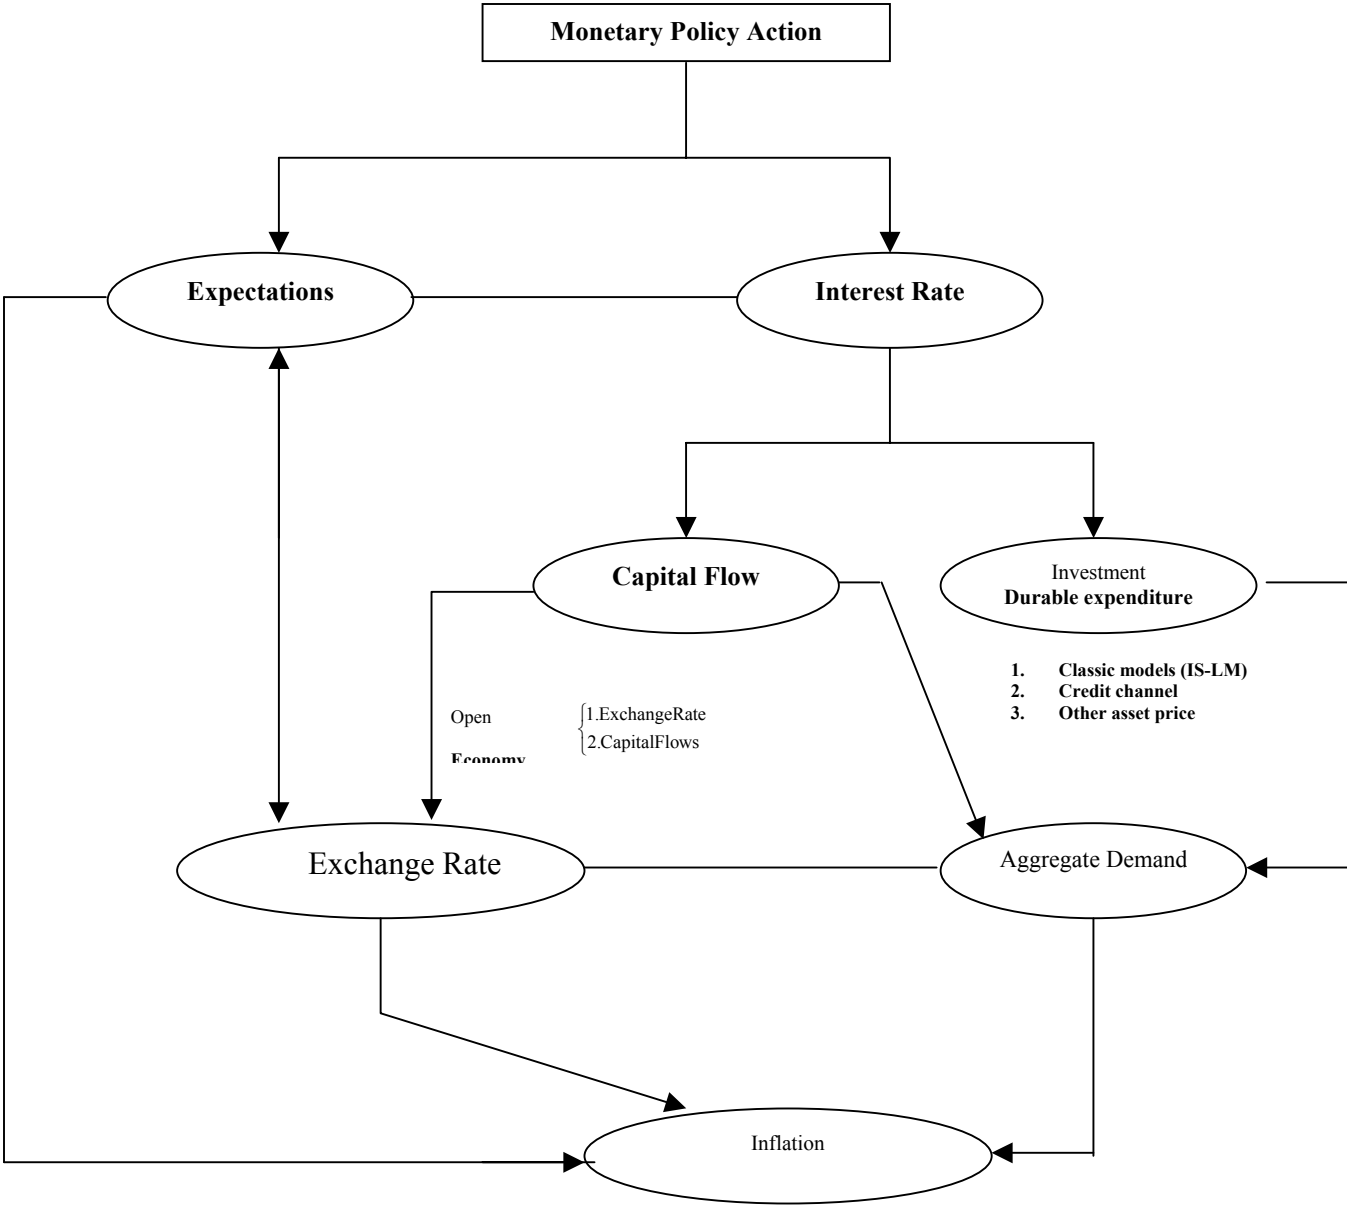 Monetary Policy Action
Expectations
Interest Rate
Capital Flow
Investment
Durable expenditure
1. Classic models (IS-LM)
2. Credit channel
3. Other asset price
Open
Economy
1.ExchangeRate
2.CapitalFlows
Exchange Rate
Aggregate Demand
Inflation